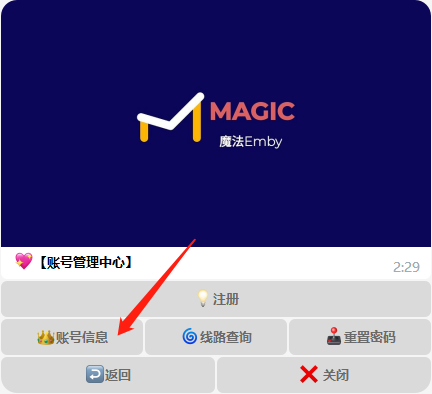 MAGIC
魔法Emby
💖【账号管理中心】
2:29
💡注册
👑账号信息 🌀线路查询 🕹️重置密码
↩️返回 ❌ 关闭